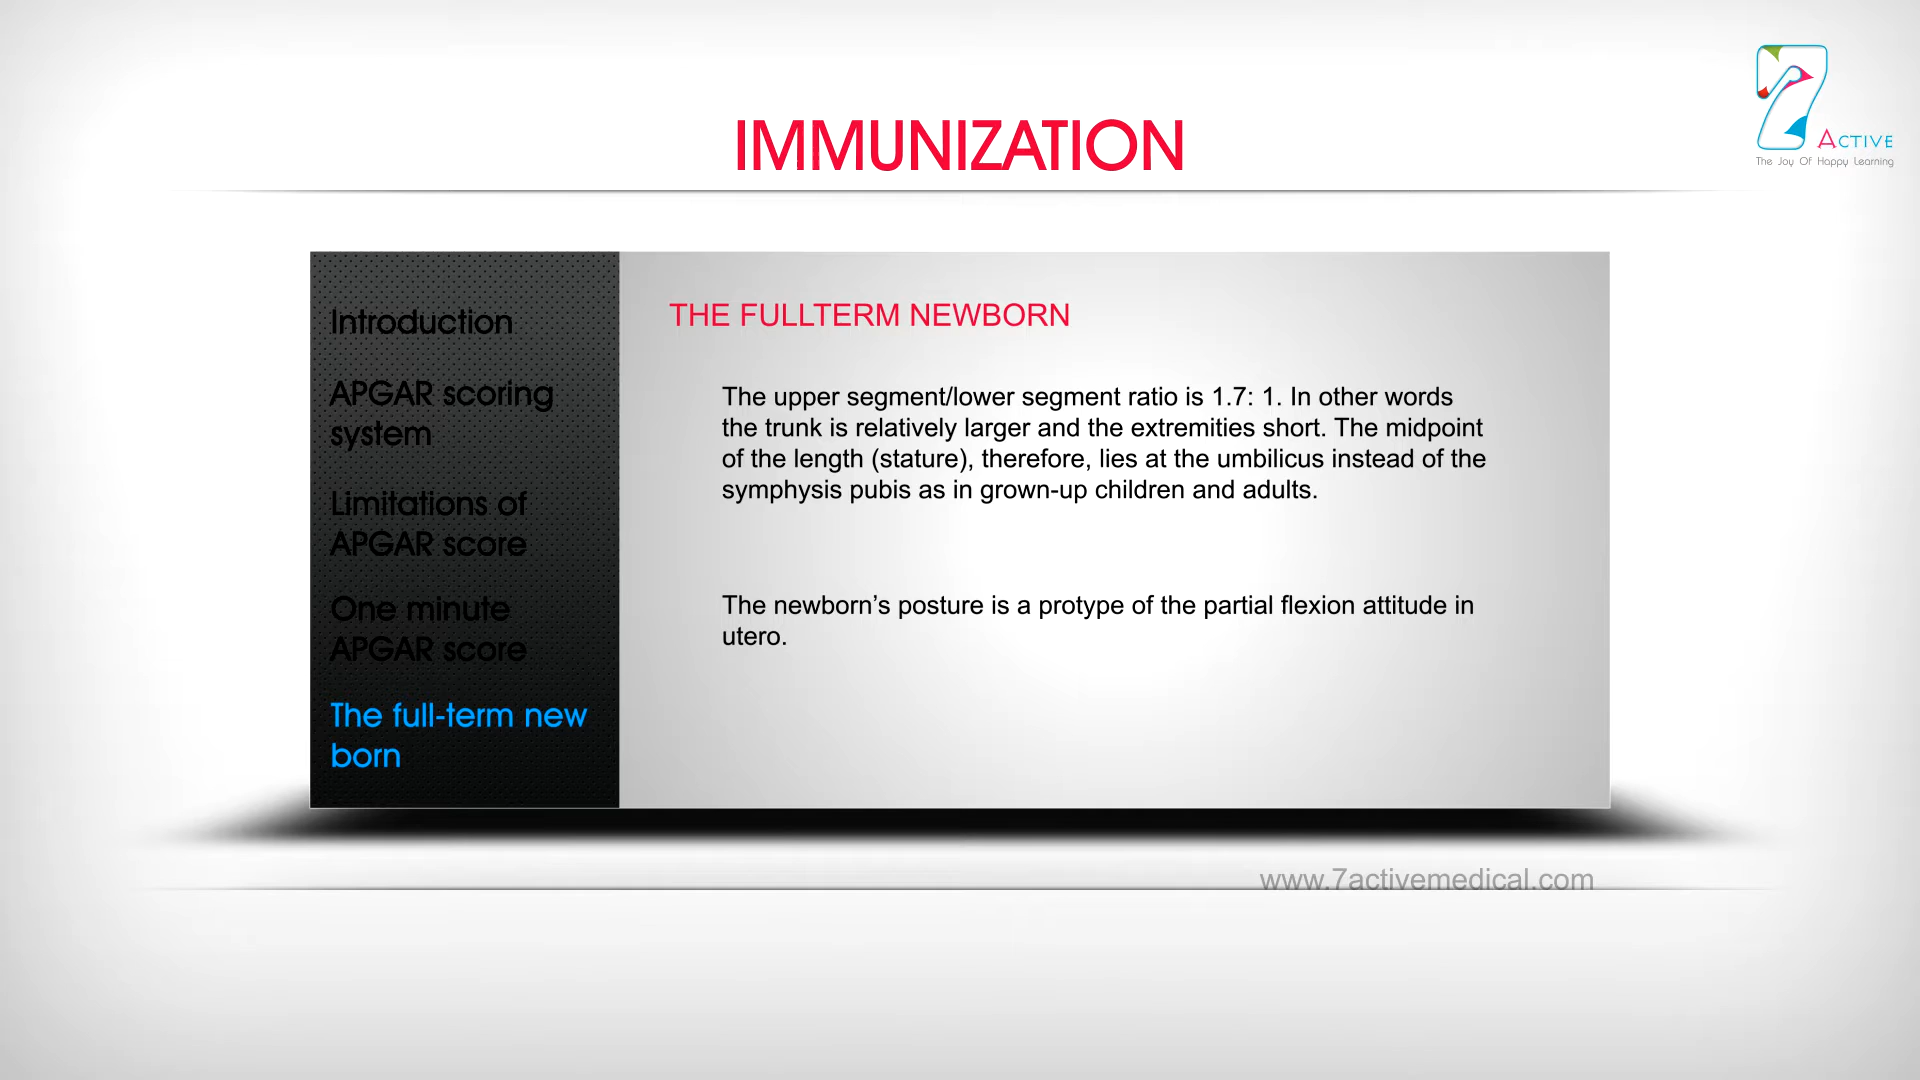 IMMUNIZATION
7
ACTIVE
The Joy Of Happy Learning
Introduction
APGAR scoring
system
Limitations of
APGAR score
One minute
APGAR score
The full-term new
born
THE FULLTERM NEWBORN
The upper segment/lower segment ratio is 1.7: 1. In other words
the trunk is relatively larger and the extremities short. The midpoint
of the length (stature), therefore, lies at the umbilicus instead of the
symphysis pubis as in grown-up children and adults.
The newborn’s posture is a protype of the partial flexion attitude in
utero.
www.7activemedical.com